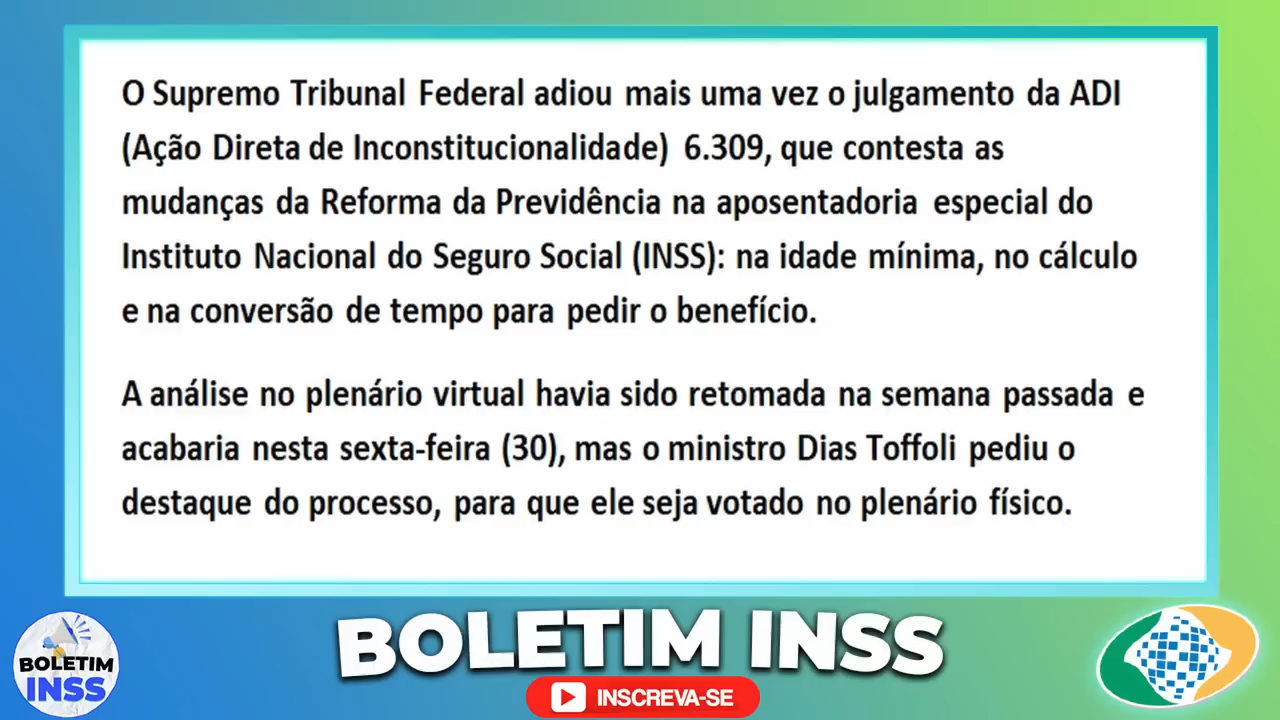 O Supremo Tribunal Federal adiou mais uma vez o julgamento da ADI
(Ação Direta de Inconstitucionalidade) 6.309, que contesta as
mudanças da Reforma da Previdência na aposentadoria especial do
Instituto Nacional do Seguro Social (INSS): na idade mínima, no cálculo
e na conversão de tempo para pedir o benefício.
A análise no plenário virtual havia sido retomada na semana passada e
acabaria nesta sexta-feira (30), mas o ministro Dias Toffoli pediu o
destaque do processo, para que ele seja votado no plenário físico.
BOLETIM INSS
INSCREVA-SE
BOLETIM
INSS